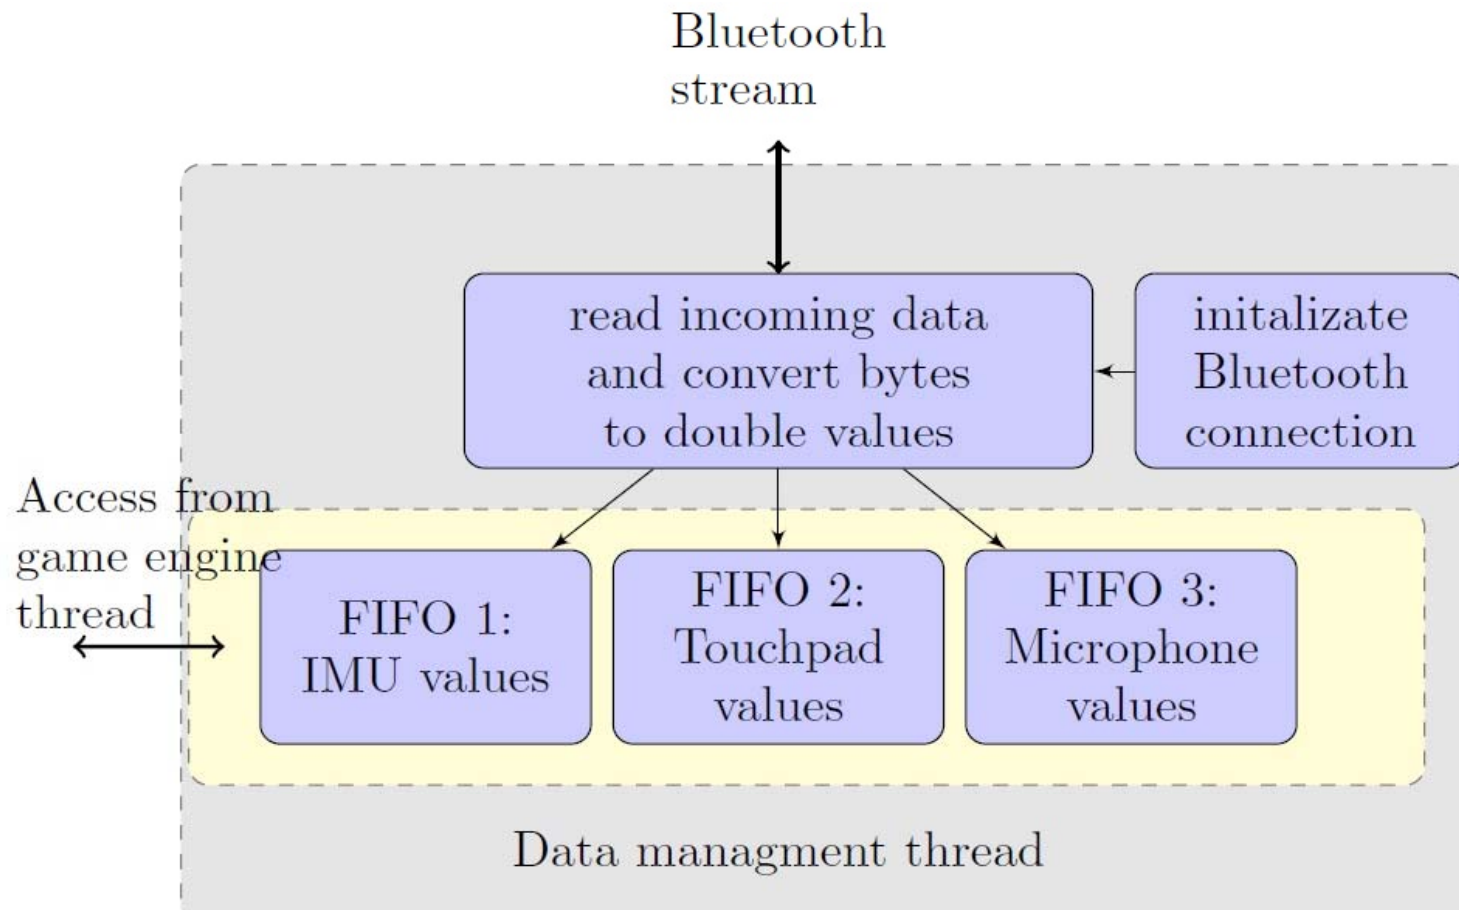 Bluetooth
stream
read incoming data
and convert bytes
to double values
initalizate
Bluetooth
connection
Access from
game engine
thread
FIFO 1:
IMU values
FIFO 2:
Touchpad
values
FIFO 3:
Microphone
values
Data managment thread